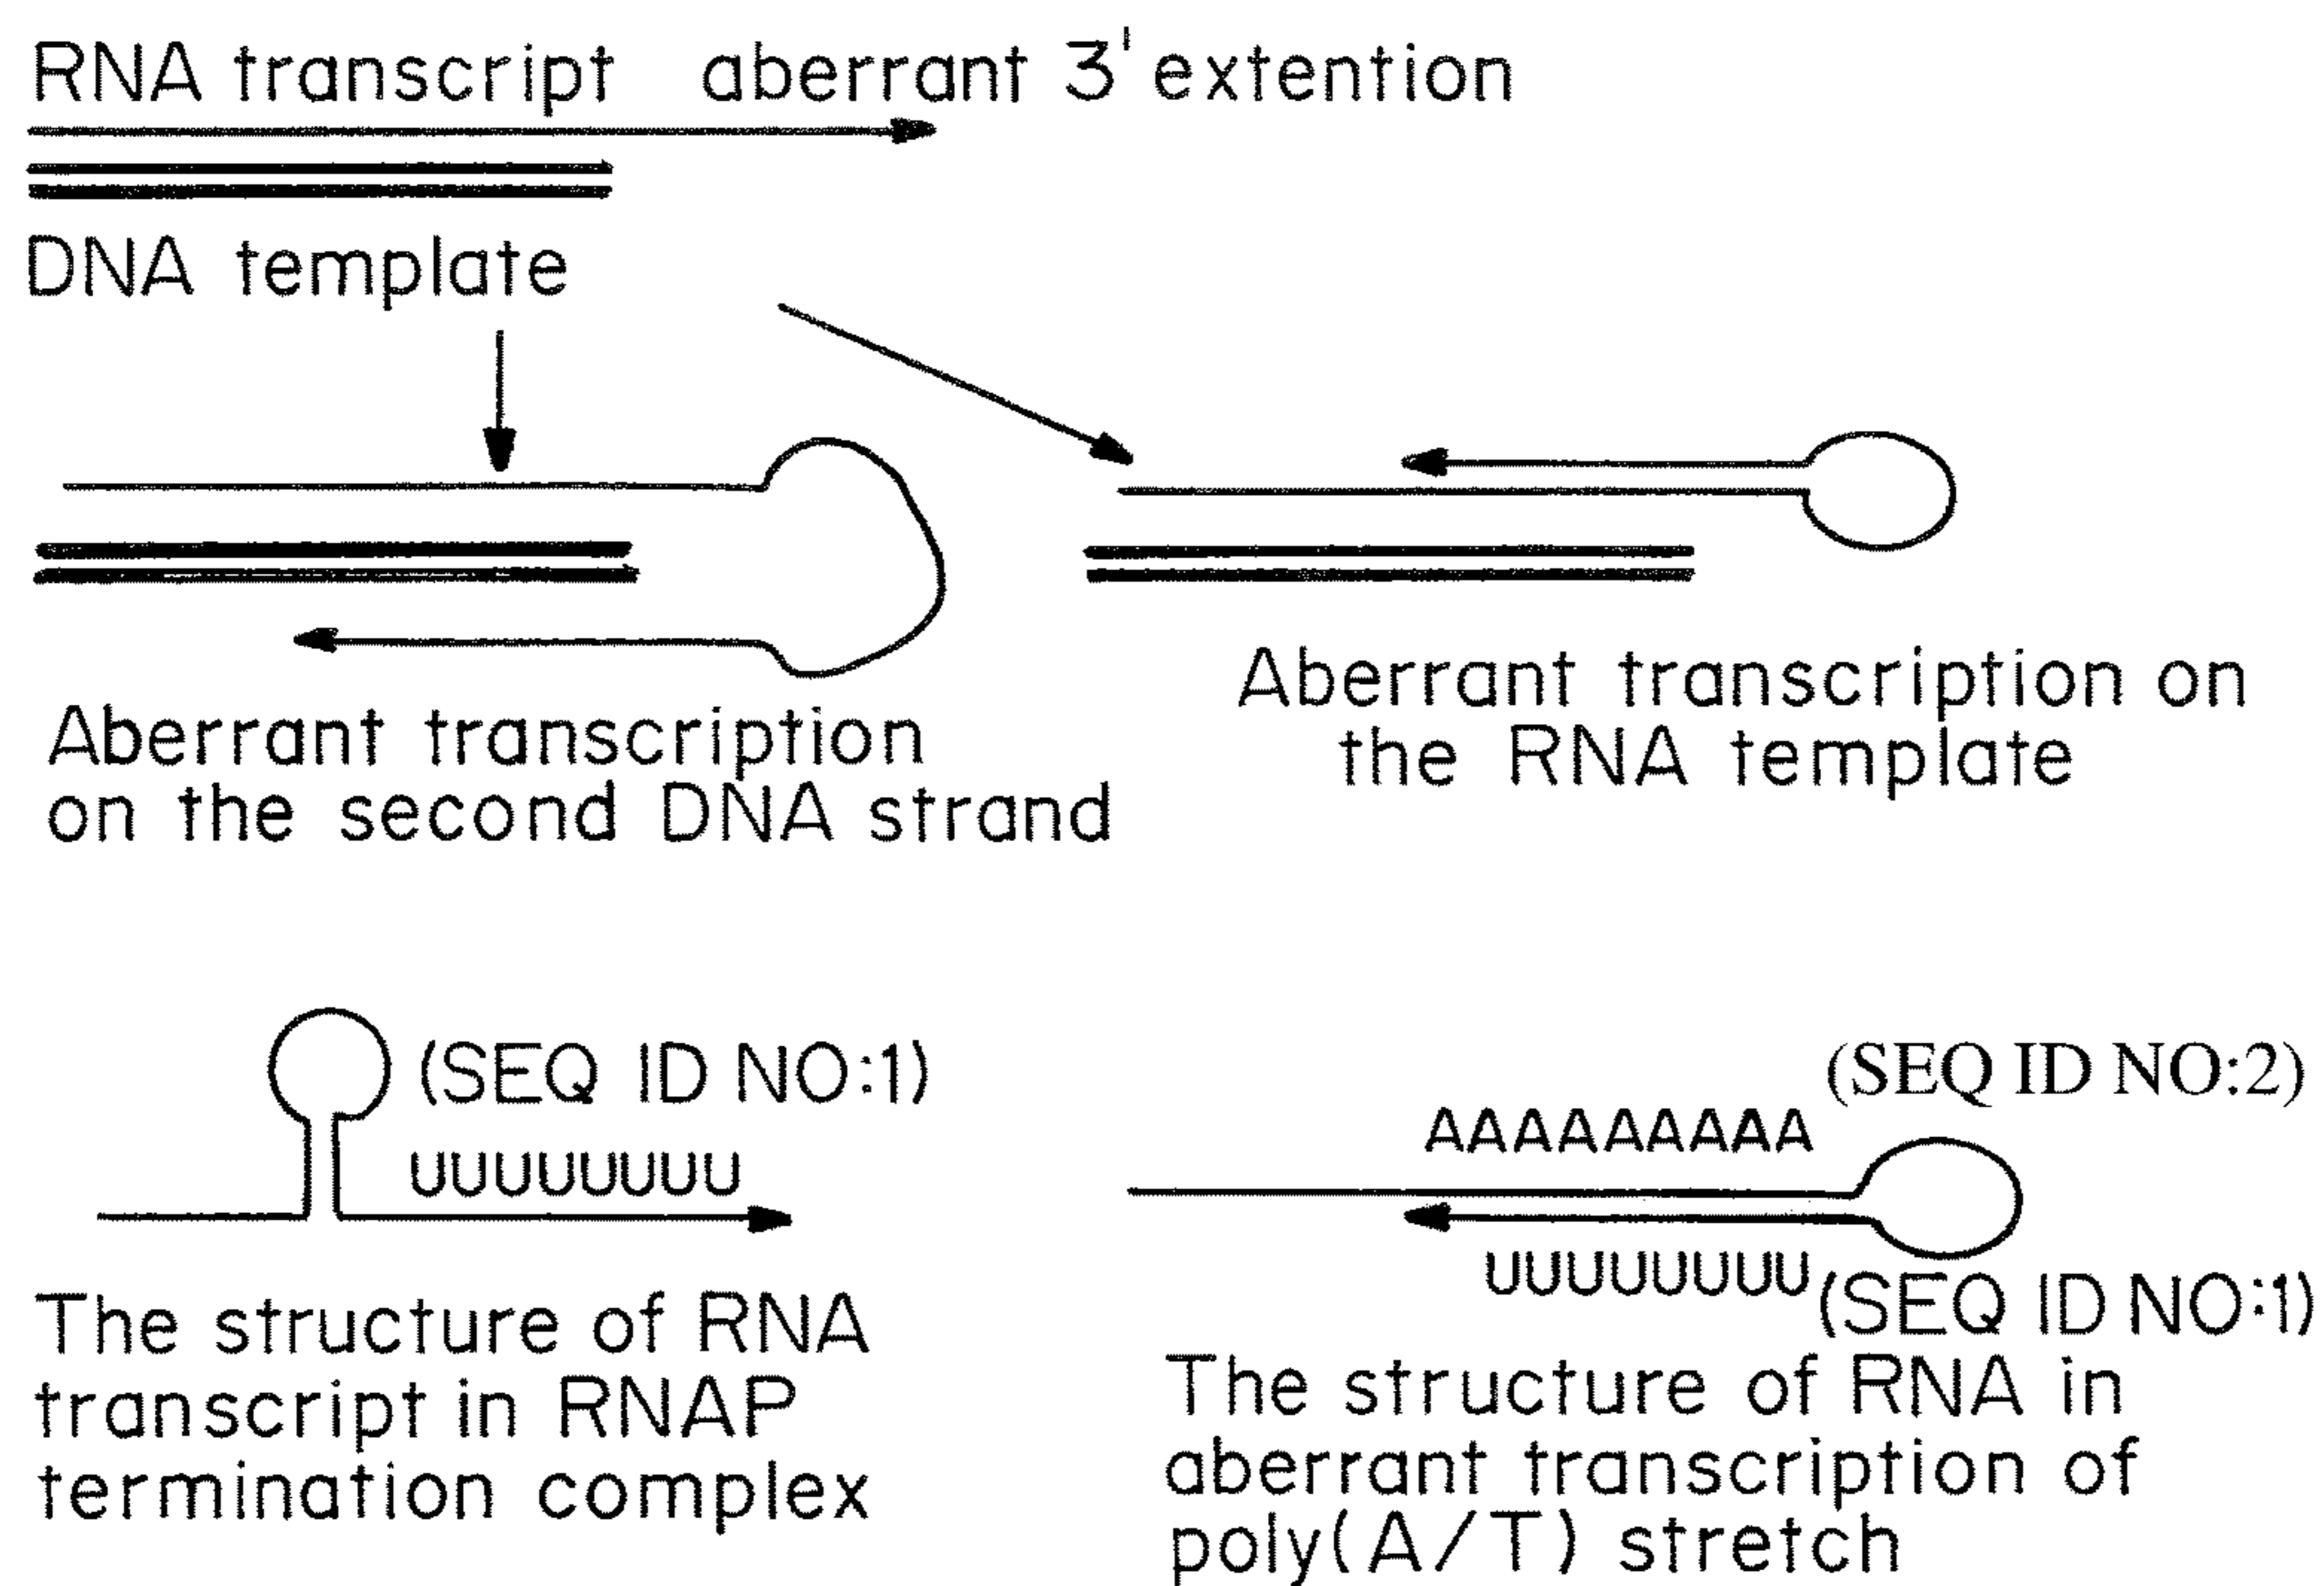 RNA transcript aberrant 3' extention
DNA template
Aberrant transcription
on the second DNA strand
Aberrant transcription on
the RNA template
(SEQ ID NO:1)
UUUUUUUU
The structure of RNA
transcript in RNAP
termination complex
(SEQ ID NO:2)
AAAAAAAAA
UUUUUUUU (SEQ ID NO:1)
The structure of RNA in
aberrant transcription of
poly(A/T) stretch